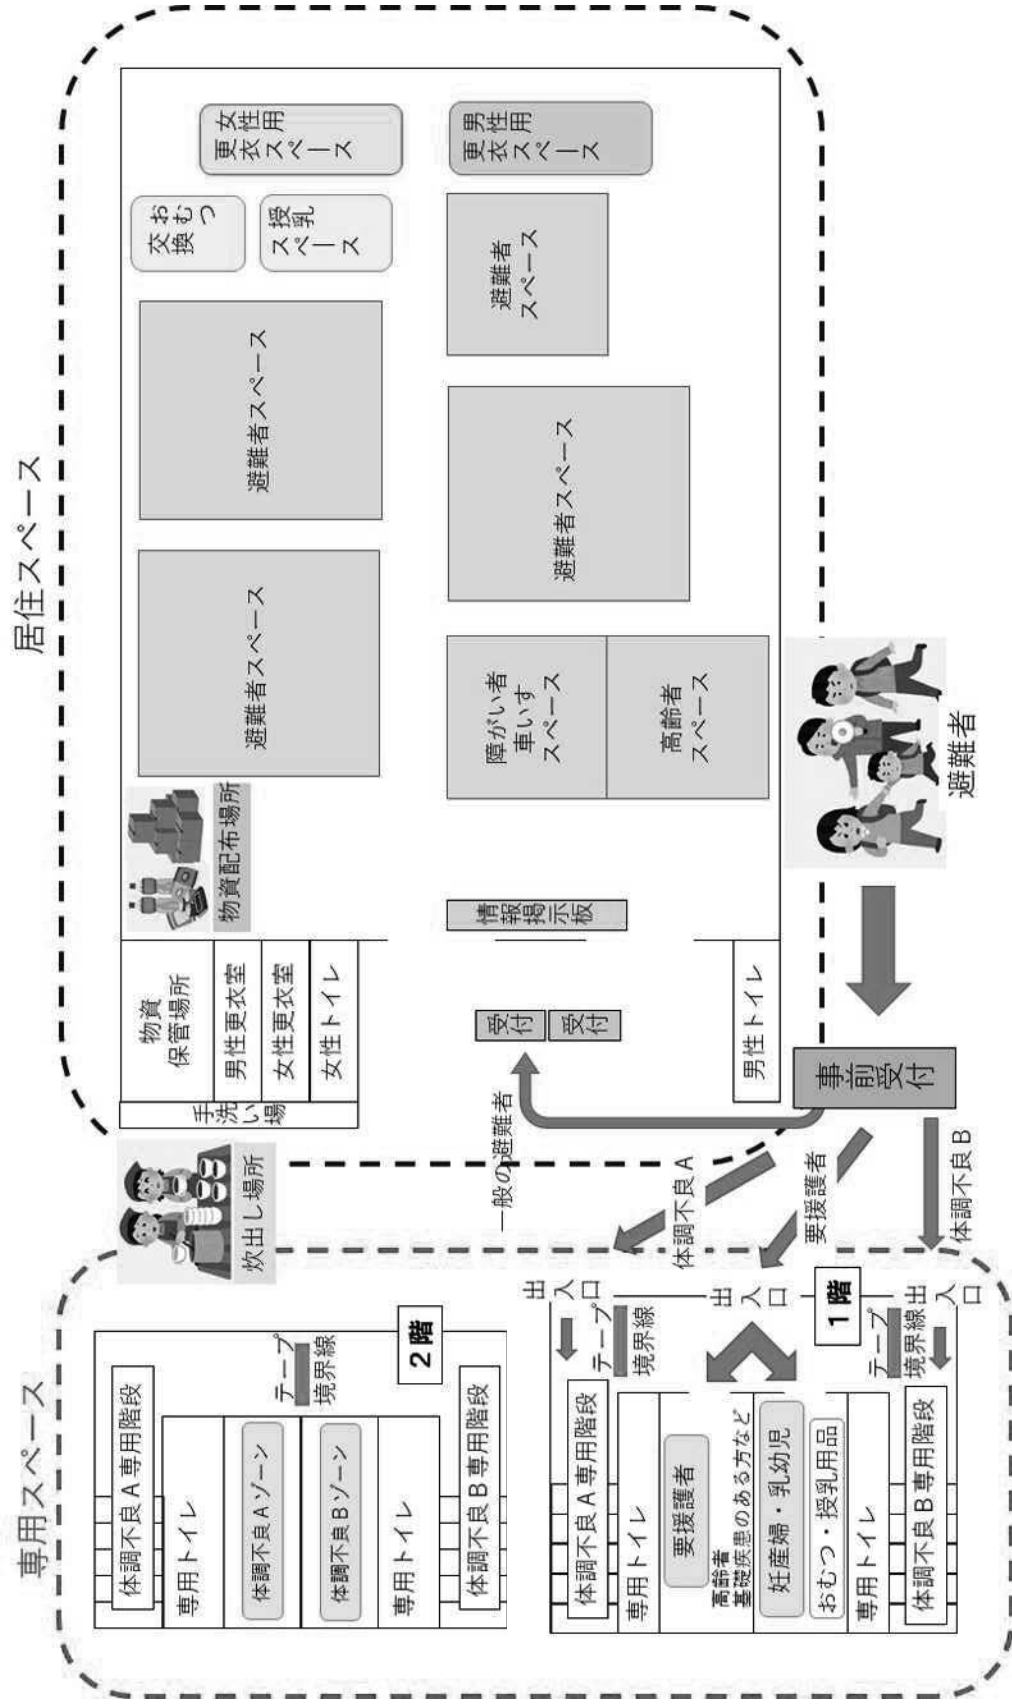 専用スペース
居住スペース
体調不良A専用階段
専用トイレ
体調不良Aゾーン
体調不良Bゾーン
専用トイレ
体調不良B専用階段
テープ
境界線
2階
体調不良A専用階段
専用トイレ
要援護者
高齢者
基礎疾患のある方など
妊産婦・乳幼児
おむつ・授乳用品
専用トイレ
体調不良B専用階段
テープ
境界線
テープ
境界線
出入口
出入口
出入口
1階
炊出し場所
一般の避難者
体調不良A
要援護者
体調不良B
事前受付
避難者
手洗い場
物資
保管場所
男性更衣室
女性更衣室
女性トイレ
受付
受付
男性トイレ
物資配布場所
情報掲示板
避難者スペース
避難者スペース
障がい者
車いす
スペース
高齢者
スペース
避難者スペース
避難者
スペース
おむつ
交換
授乳
スペース
女性用
更衣スペース
男性用
更衣スペース